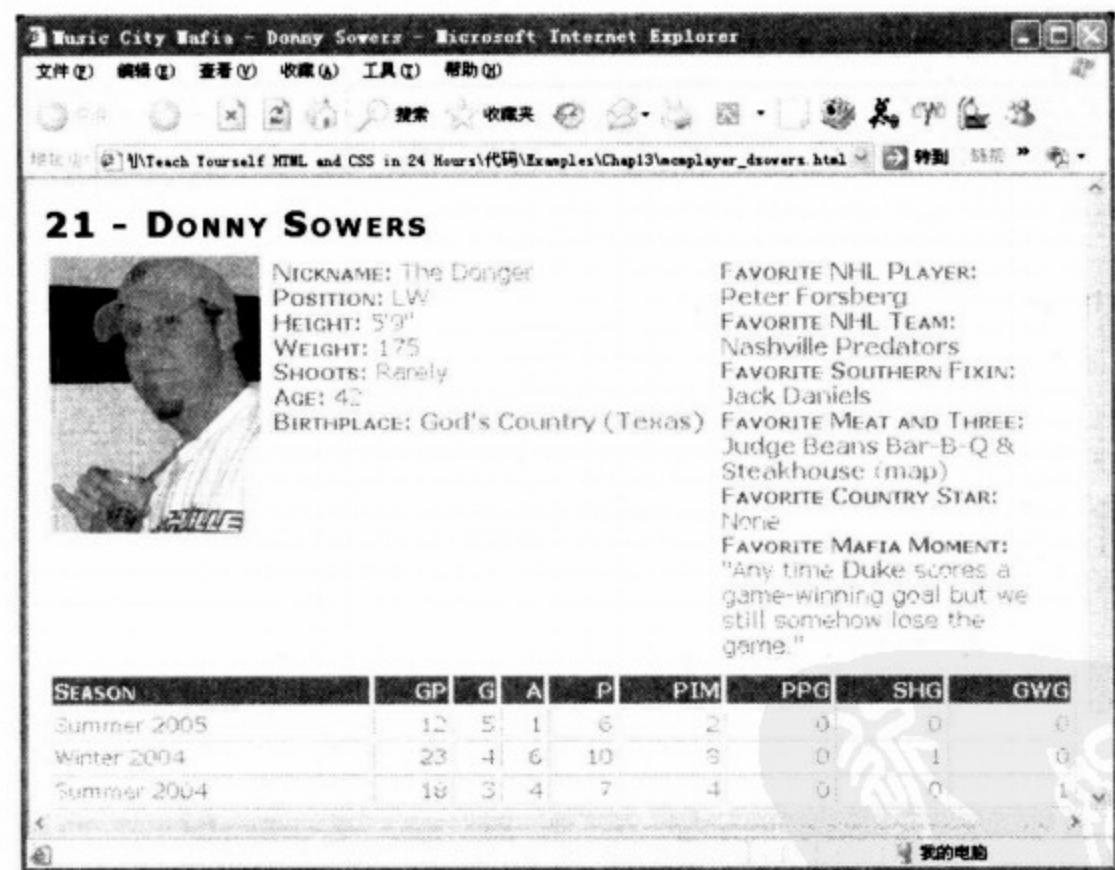 Music City Mafia - Donny Sowers - Microsoft Internet Explorer
文件(F) 编辑(E) 查看(V) 收藏(A) 工具(T) 帮助(H)
搜索 收藏夹
\Teach Yourself HTML and CSS in 24 Hours\代码\Examples\Chap13\mcmplayer_dsowers.html 转到 链接 »
21 - DONNY SOWERS
NICKNAME: The Donger
POSITION: LW
HEIGHT: 5'9"
WEIGHT: 175
SHOOTS: Rarely
AGE: 42
BIRTHPLACE: God's Country (Texas)
FAVORITE NHL PLAYER:
Peter Forsberg
FAVORITE NHL TEAM:
Nashville Predators
FAVORITE SOUTHERN FIXIN:
Jack Daniels
FAVORITE MEAT AND THREE:
Judge Beans Bar-B-Q &
Steakhouse (map)
FAVORITE COUNTRY STAR:
None
FAVORITE MAFIA MOMENT:
"Any time Duke scores a
game-winning goal but we
still somehow lose the
game."
VILLE
SEASON GP G A P PIM PPG SHG GWG
Summer 2005 12 5 1 6 2 0 0 0
Winter 2004 23 4 6 10 8 0 1 0
Summer 2004 18 3 4 7 4 0 0 1
我的电脑